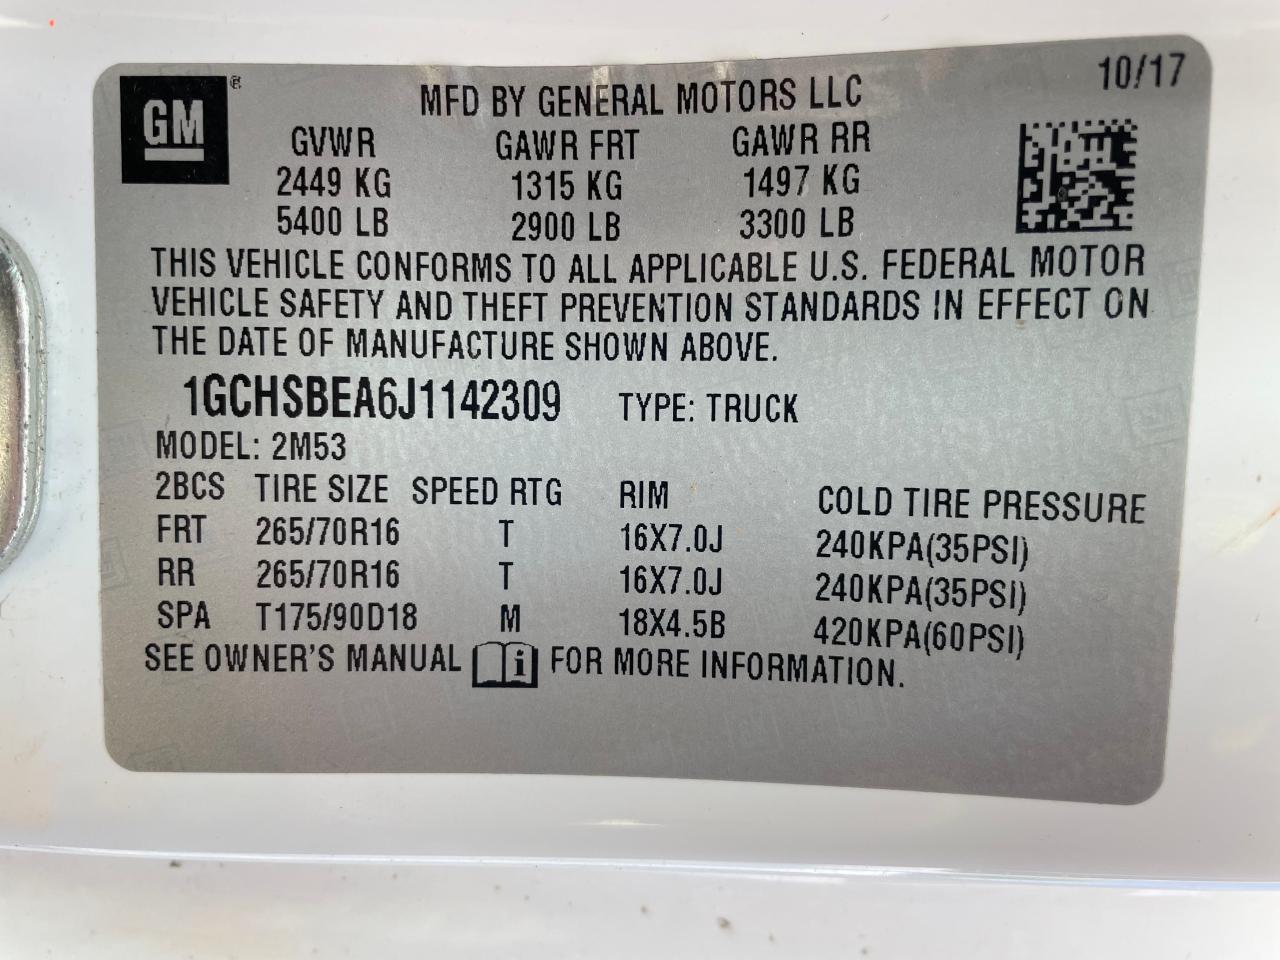 GM ®
MFD BY GENERAL MOTORS LLC 10/17
GVWR GAWR FRT GAWR RR
2449 KG 1315 KG 1497 KG
5400 LB 2900 LB 3300 LB
THIS VEHICLE CONFORMS TO ALL APPLICABLE U.S. FEDERAL MOTOR
VEHICLE SAFETY AND THEFT PREVENTION STANDARDS IN EFFECT ON
THE DATE OF MANUFACTURE SHOWN ABOVE.
1GCHSBEA6J1142309 TYPE: TRUCK
MODEL: 2M53
2BCS TIRE SIZE SPEED RTG RIM COLD TIRE PRESSURE
FRT 265/70R16 T 16X7.0J 240KPA(35PSI)
RR 265/70R16 T 16X7.0J 240KPA(35PSI)
SPA T175/90D18 M 18X4.5B 420KPA(60PSI)
SEE OWNER'S MANUAL i FOR MORE INFORMATION.